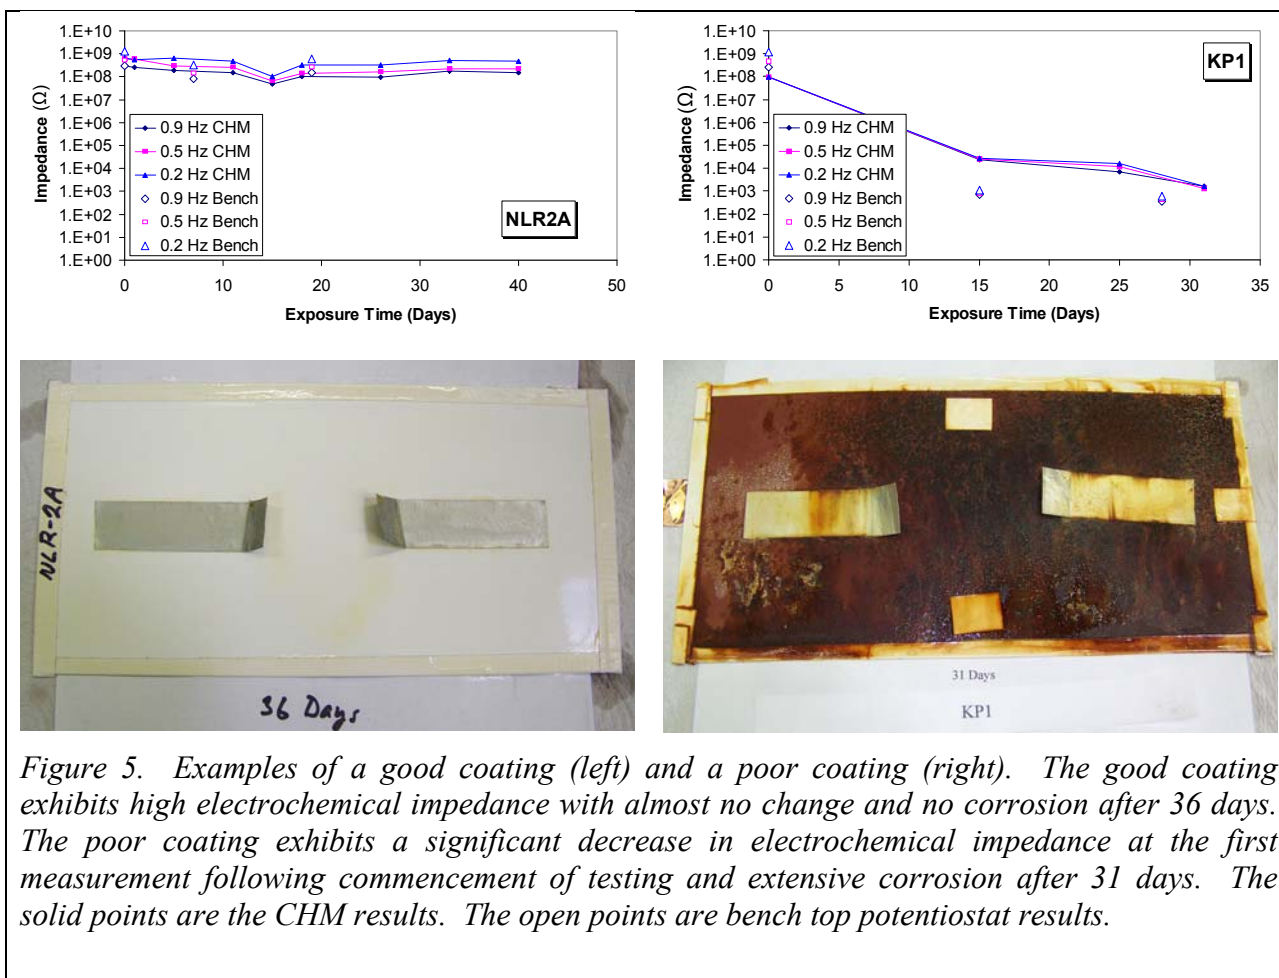 1.E+10
1.E+09
1.E+08
1.E+07
1.E+06
1.E+05
1.E+04
1.E+03
1.E+02
1.E+01
1.E+00
Impedance (Ω)
0.9 Hz CHM
0.5 Hz CHM
0.2 Hz CHM
0.9 Hz Bench
0.5 Hz Bench
0.2 Hz Bench
NLR2A
0 10 20 30 40 50
Exposure Time (Days)
1.E+10
1.E+09
1.E+08
1.E+07
1.E+06
1.E+05
1.E+04
1.E+03
1.E+02
1.E+01
1.E+00
Impedance (Ω)
KP1
0.9 Hz CHM
0.5 Hz CHM
0.2 Hz CHM
0.9 Hz Bench
0.5 Hz Bench
0.2 Hz Bench
0 5 10 15 20 25 30 35
Exposure Time (Days)
NLR-2A
36 Days
31 Days
KP1
Figure 5. Examples of a good coating (left) and a poor coating (right). The good coating
exhibits high electrochemical impedance with almost no change and no corrosion after 36 days.
The poor coating exhibits a significant decrease in electrochemical impedance at the first
measurement following commencement of testing and extensive corrosion after 31 days. The
solid points are the CHM results. The open points are bench top potentiostat results.